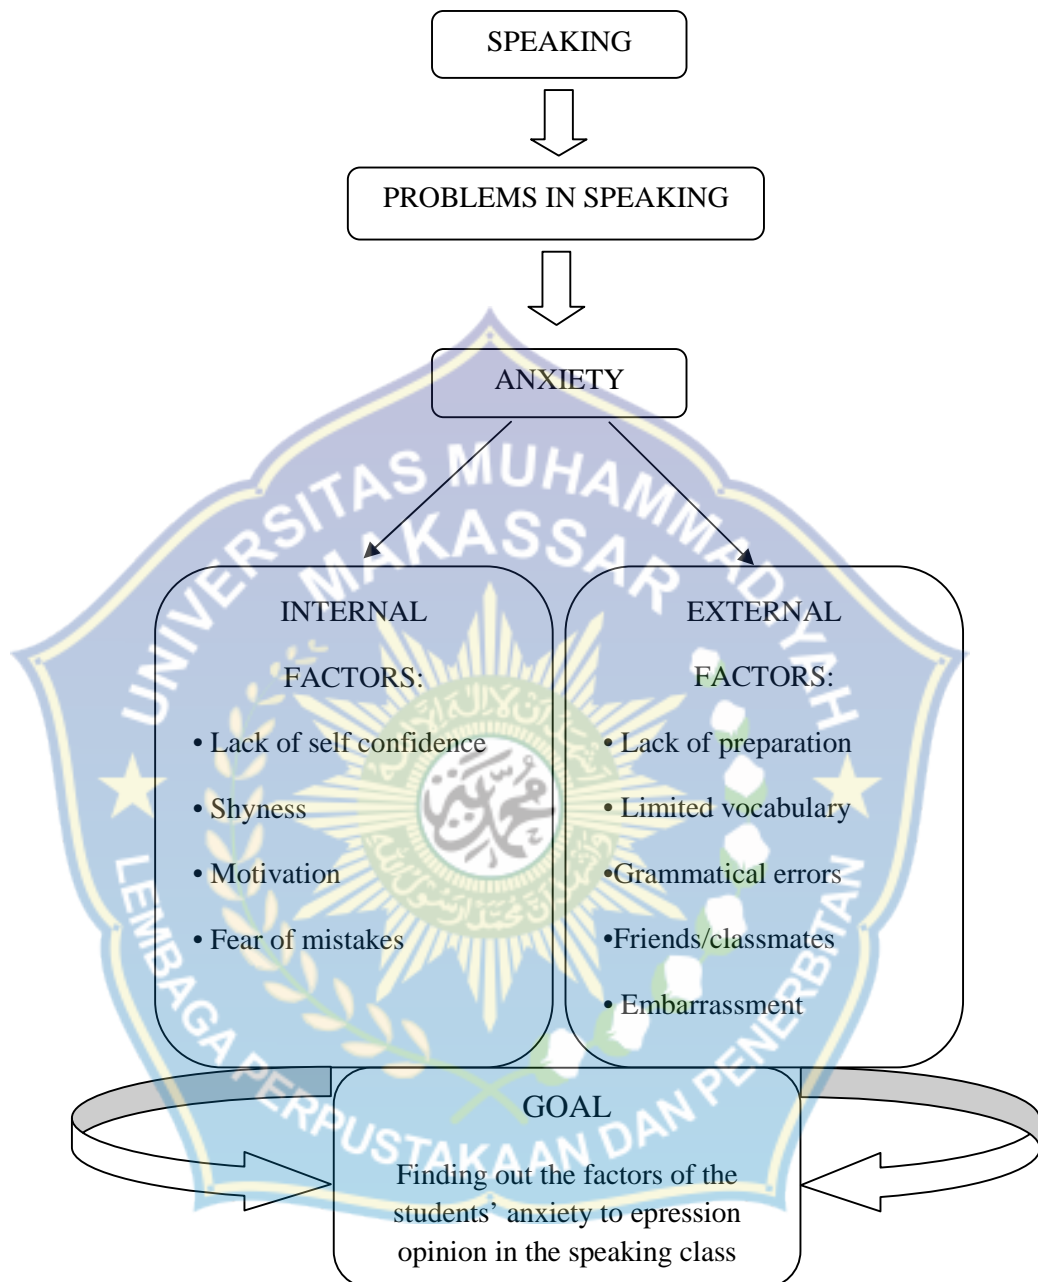 SPEAKING
PROBLEMS IN SPEAKING
ANXIETY
UNIVERSITAS MUHAMMADIYAH
MAKASSAR
LEMBAGA PERPUSTAKAAN DAN PENERBITAN
محمد
INTERNAL
FACTORS:
• Lack of self confidence
• Shyness
• Motivation
• Fear of mistakes
EXTERNAL
FACTORS:
• Lack of preparation
• Limited vocabulary
•Grammatical errors
•Friends/classmates
• Embarrassment
GOAL
Finding out the factors of the
students’ anxiety to epression
opinion in the speaking class